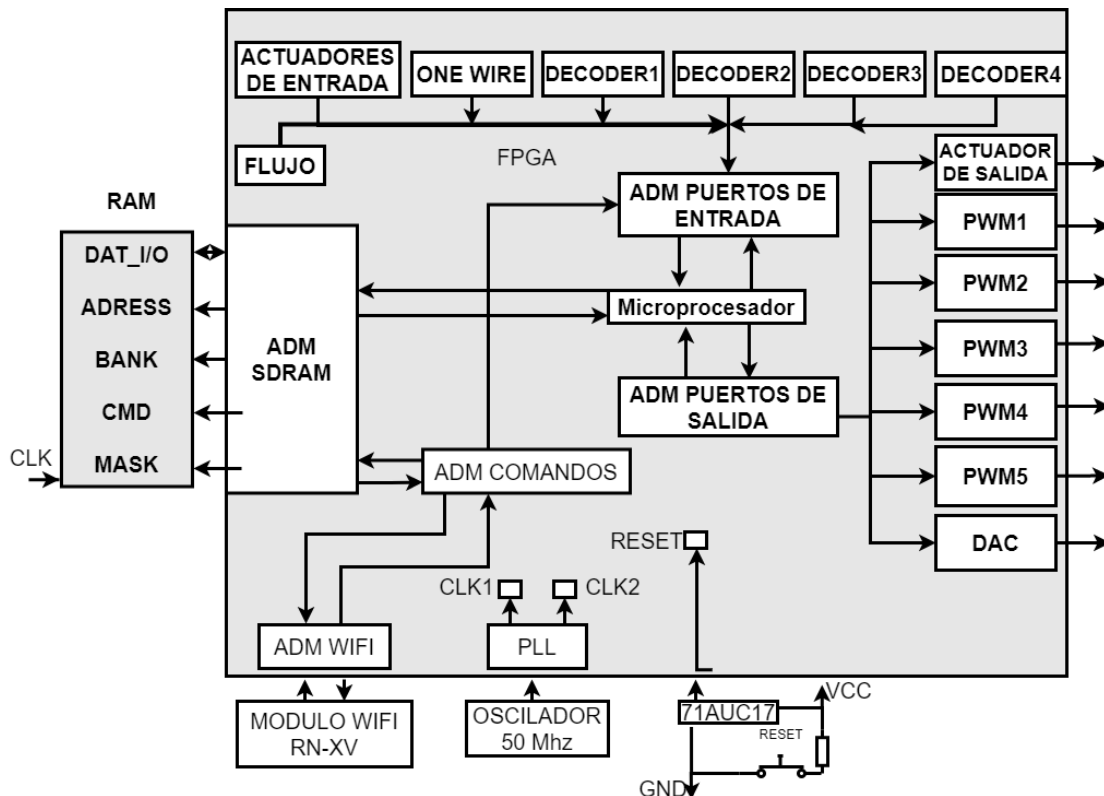 ACTUADORES
DE ENTRADA
ONE WIRE
DECODER1
DECODER2
DECODER3
DECODER4
FLUJO
FPGA
ACTUADOR
DE SALIDA
ADM PUERTOS DE
ENTRADA
RAM
PWM1
DAT_I/O
ADRESS
BANK
CMD
MASK
CLK
ADM
SDRAM
Microprocesador
PWM2
PWM3
ADM PUERTOS DE
SALIDA
PWM4
ADM COMANDOS
PWM5
RESET
DAC
CLK1
CLK2
ADM WIFI
PLL
MODULO WIFI
RN-XV
OSCILADOR
50 Mhz
71AUC17
VCC
RESET
GND